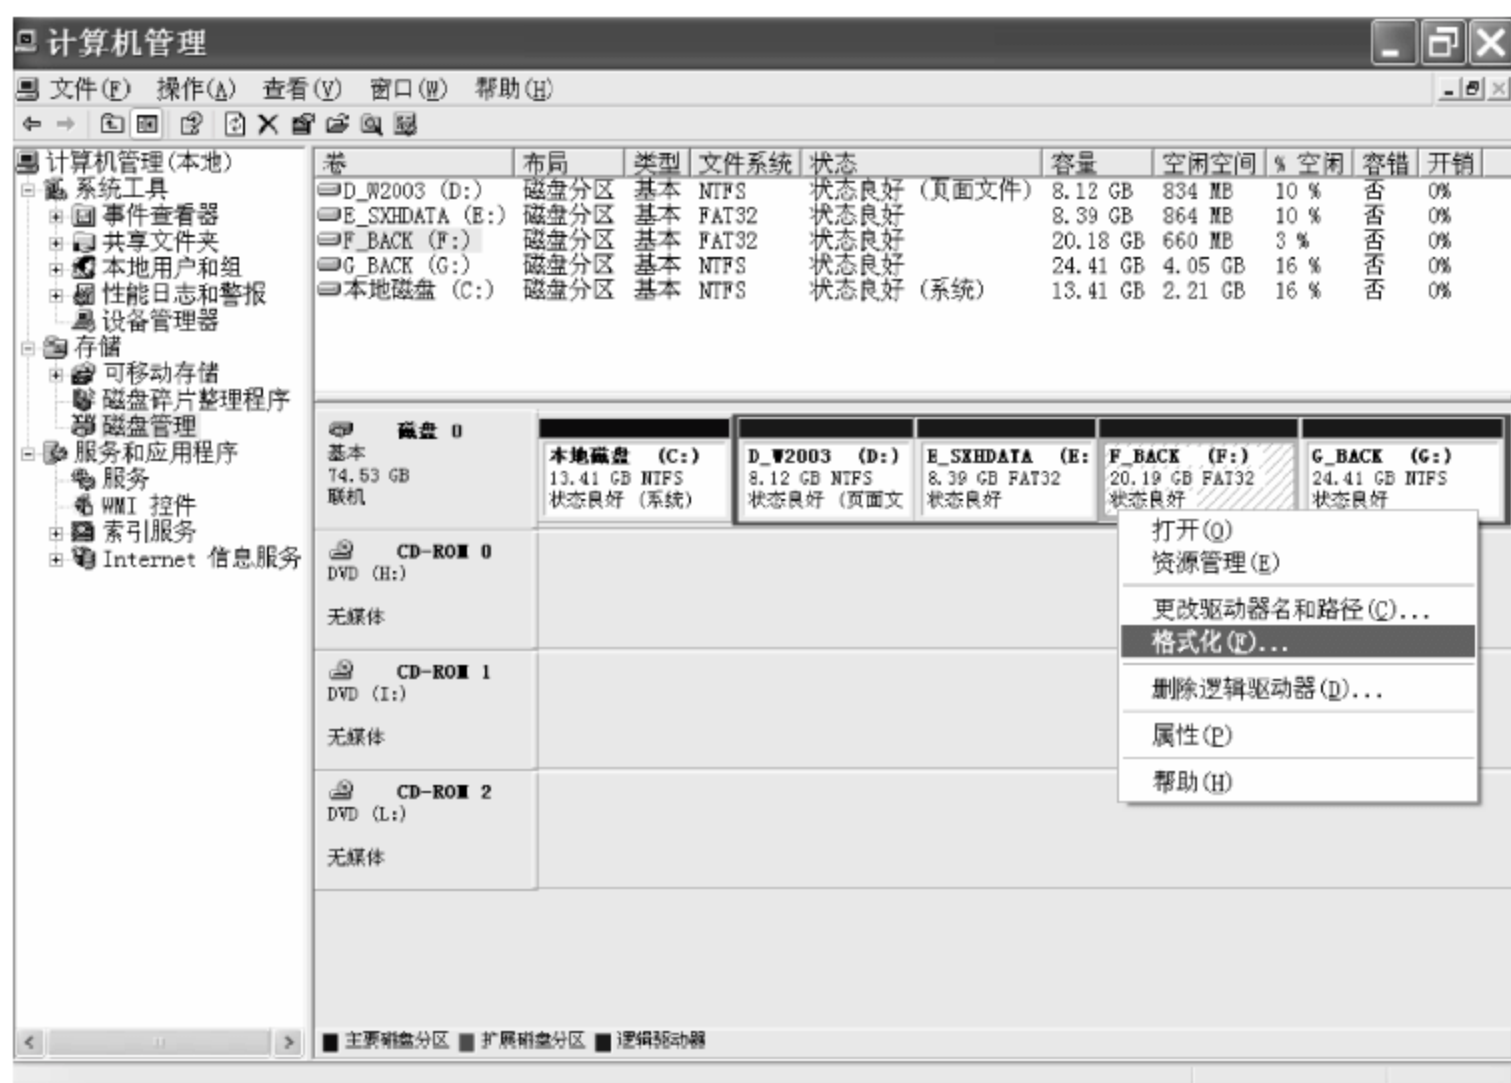 计算机管理
文件(F) 操作(A) 查看(V) 窗口(W) 帮助(H)
计算机管理(本地)
系统工具
事件查看器
共享文件夹
本地用户和组
性能日志和警报
设备管理器
存储
可移动存储
磁盘碎片整理程序
磁盘管理
服务和应用程序
服务
WMI 控件
索引服务
Internet 信息服务
卷 布局 类型 文件系统 状态 容量 空闲空间 % 空闲 容错 开销
D_W2003 (D:) 磁盘分区 基本 NTFS 状态良好 (页面文件) 8.12 GB 834 MB 10 % 否 0%
E_SXHDATA (E:) 磁盘分区 基本 FAT32 状态良好 8.39 GB 864 MB 10 % 否 0%
F_BACK (F:) 磁盘分区 基本 FAT32 状态良好 20.18 GB 660 MB 3 % 否 0%
G_BACK (G:) 磁盘分区 基本 NTFS 状态良好 24.41 GB 4.05 GB 16 % 否 0%
本地磁盘 (C:) 磁盘分区 基本 NTFS 状态良好 (系统) 13.41 GB 2.21 GB 16 % 否 0%
磁盘 0
基本
74.53 GB
联机
本地磁盘 (C:)
13.41 GB NTFS
状态良好 (系统)
D_W2003 (D:)
8.12 GB NTFS
状态良好 (页面文
E_SXHDATA (E:
8.39 GB FAT32
状态良好
F_BACK (F:)
20.19 GB FAT32
状态良好
G_BACK (G:)
24.41 GB NTFS
状态良好
CD-ROM 0
DVD (H:)
无媒体
CD-ROM 1
DVD (I:)
无媒体
CD-ROM 2
DVD (L:)
无媒体
打开(O)
资源管理(E)
更改驱动器名和路径(C)...
格式化(F)...
删除逻辑驱动器(D)...
属性(P)
帮助(H)
主要磁盘分区 扩展磁盘分区 逻辑驱动器